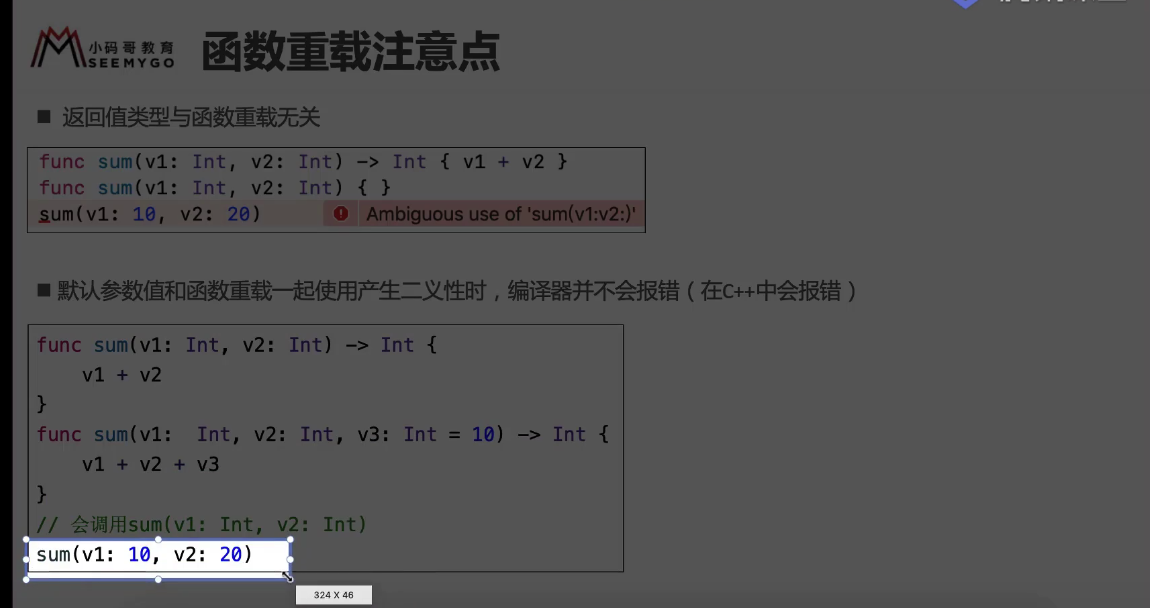 小码哥教育
SEEMYGO
函数重载注意点
■ 返回值类型与函数重载无关
func sum(v1: Int, v2: Int) -> Int { v1 + v2 }
func sum(v1: Int, v2: Int) { }
sum(v1: 10, v2: 20) Ambiguous use of 'sum(v1:v2:)'
■ 默认参数值和函数重载一起使用产生二义性时，编译器并不会报错（在C++中会报错）
func sum(v1: Int, v2: Int) -> Int {
v1 + v2
}
func sum(v1:  Int, v2: Int, v3: Int = 10) -> Int {
v1 + v2 + v3
}
// 会调用sum(v1: Int, v2: Int)
sum(v1: 10, v2: 20)
324 X 46